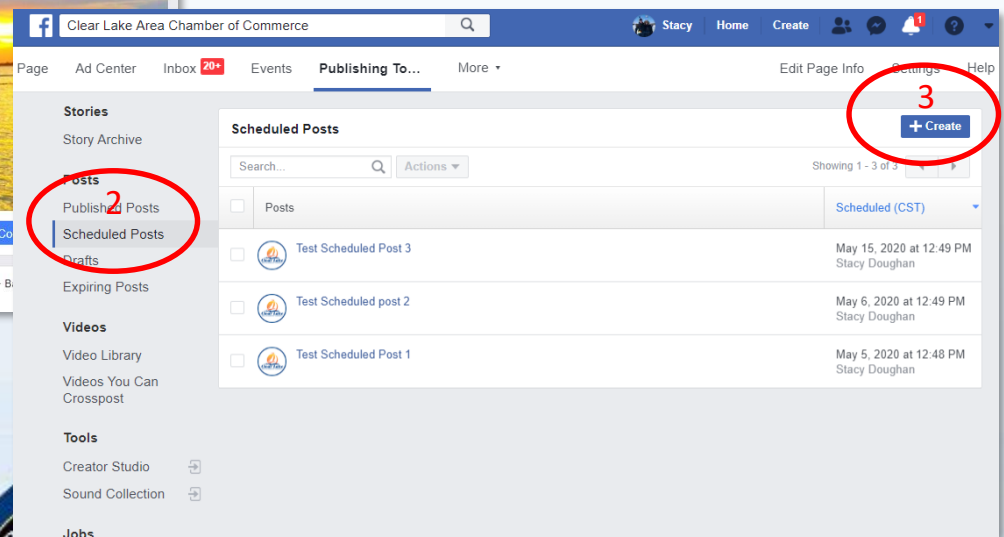 f Clear Lake Area Chamber of Commerce Stacy Home Create 1
Page Ad Center Inbox 20+ Events Publishing To... More Edit Page Info Settings Help
Stories
Story Archive
Posts
Published Posts
Scheduled Posts
Drafts
Expiring Posts
Videos
Video Library
Videos You Can
Crosspost
Tools
Creator Studio
Sound Collection
Jobs
2
3
Scheduled Posts + Create
Search... Actions Showing 1 - 3 of 3
Posts Scheduled (CST)
Test Scheduled Post 3 May 15, 2020 at 12:49 PM
Stacy Doughan
Test Scheduled post 2 May 6, 2020 at 12:49 PM
Stacy Doughan
Test Scheduled Post 1 May 5, 2020 at 12:48 PM
Stacy Doughan